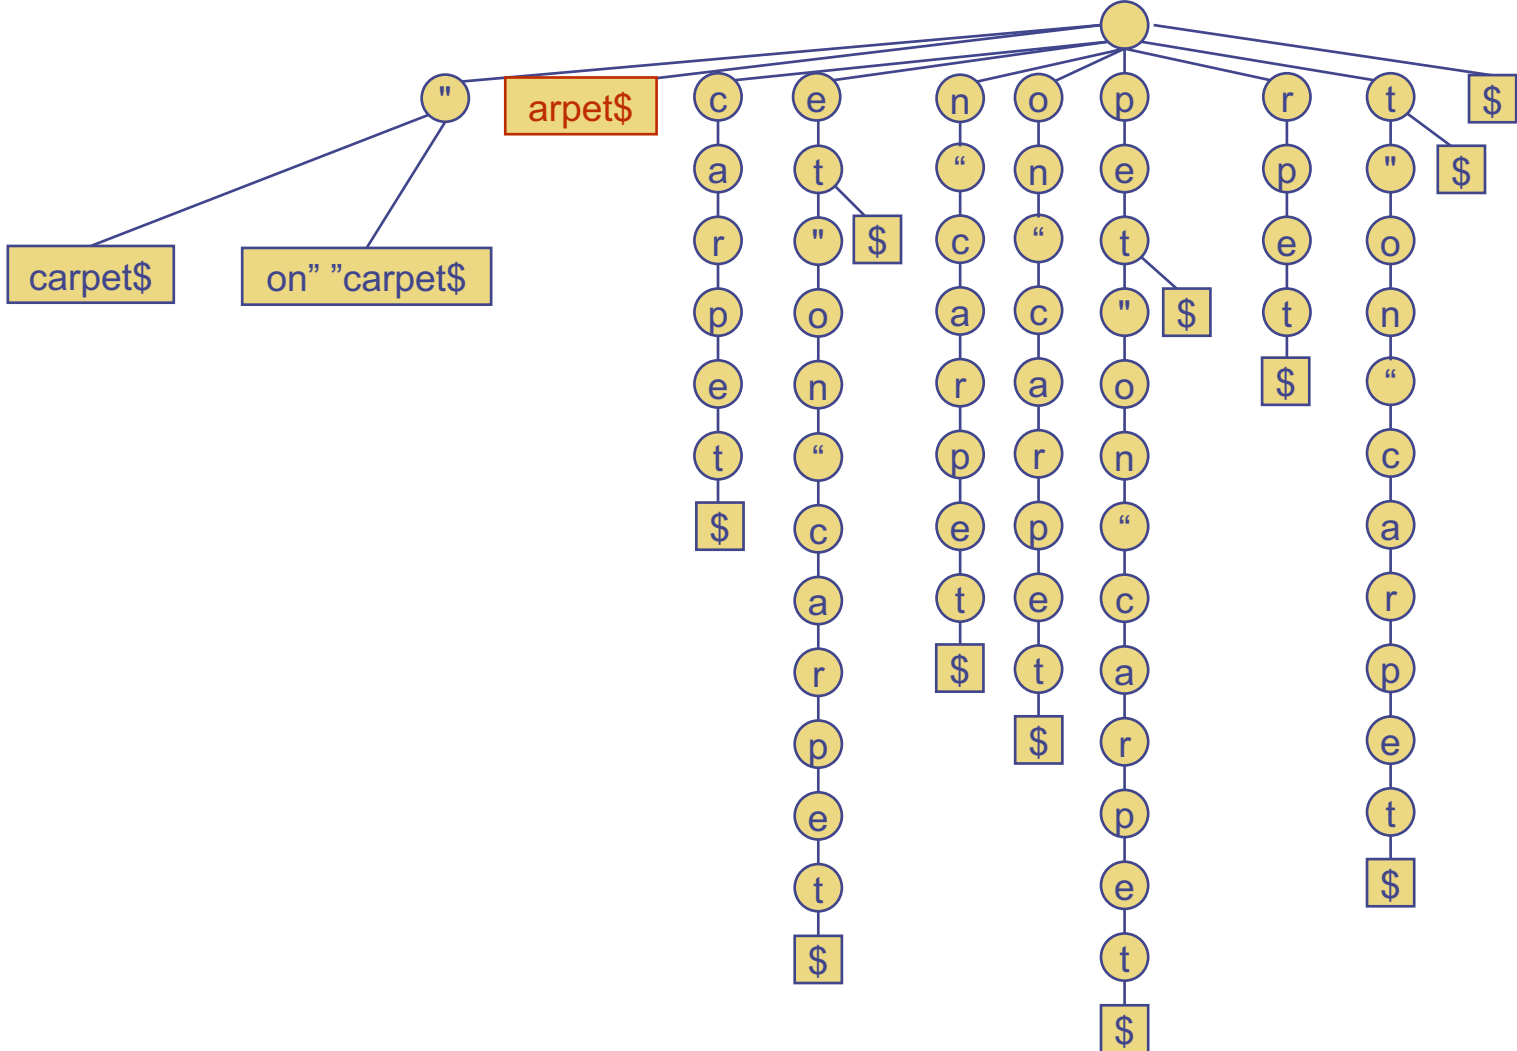 "
carpet$
on” ”carpet$
arpet$
c a r p e t $
e t " o n “ c a r p e t $
$
n “ c a r p e t $
o n “ c a r p e t $
p e t " o n “ c a r p e t $
$
r p e t $
t " o n “ c a r p e t $
$
$